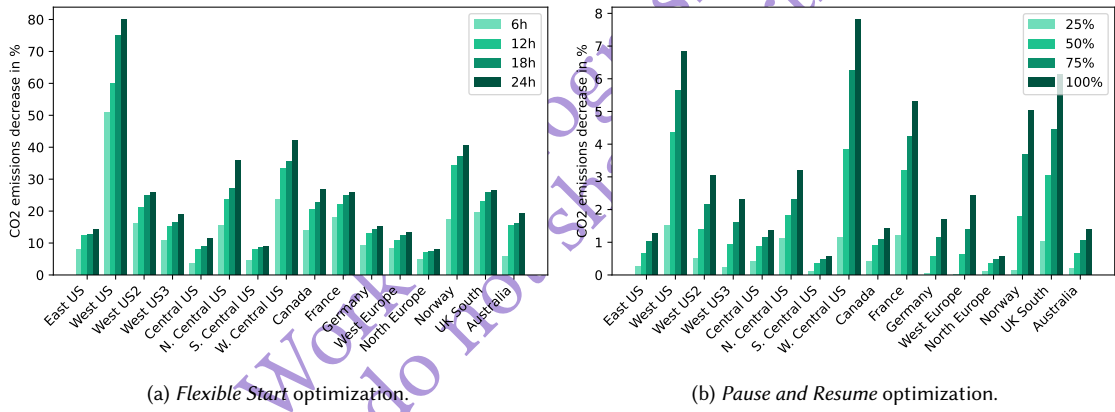 CO2 emissions decrease in %
80
70
60
50
40
30
20
10
0
6h
12h
18h
24h
East US
West US
West US2
West US3
Central US
N. Central US
S. Central US
W. Central US
Canada
France
Germany
West Europe
North Europe
Norway
UK South
Australia
(a) Flexible Start optimization.
CO2 emissions decrease in %
8
7
6
5
4
3
2
1
0
25%
50%
75%
100%
East US
West US
West US2
West US3
Central US
N. Central US
S. Central US
W. Central US
Canada
France
Germany
West Europe
North Europe
Norway
UK South
Australia
(b) Pause and Resume optimization.
Work
do not